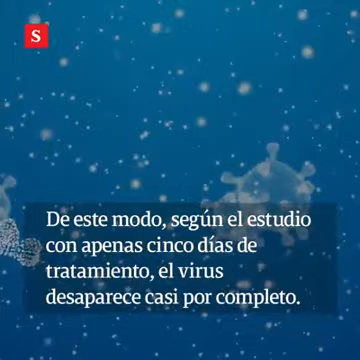 S
De este modo, según el estudio
con apenas cinco días de
tratamiento, el virus
desaparece casi por completo.